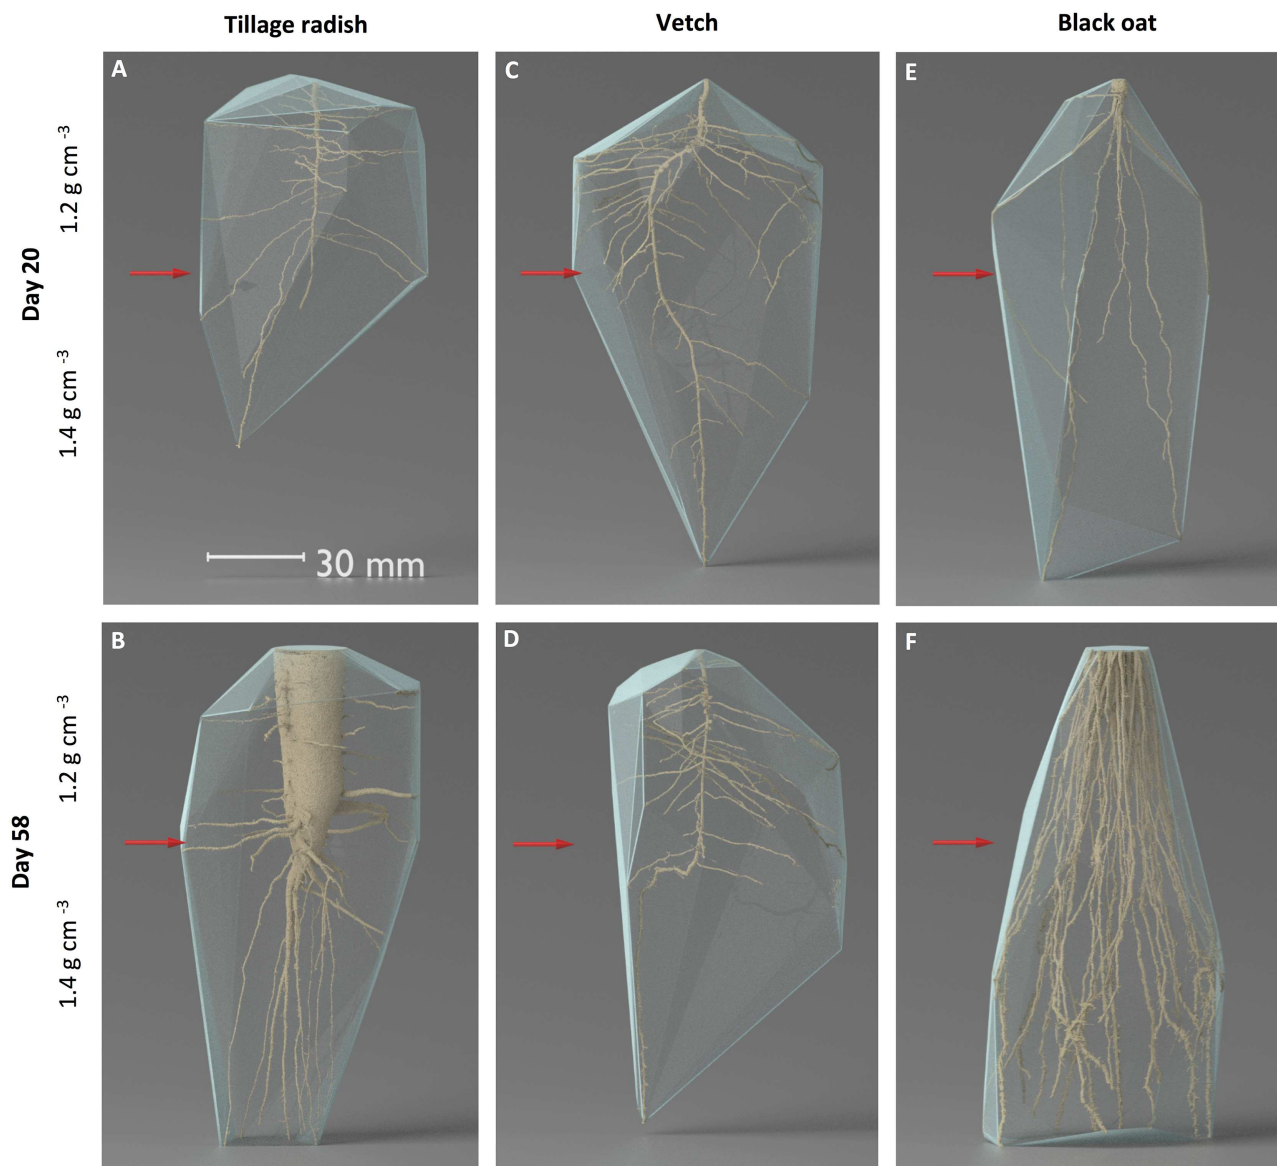 Tillage radish
Vetch
Black oat
A
C
E
Day 20
1.2 g cm -3
1.4 g cm -3
30 mm
B
D
F
Day 58
1.2 g cm -3
1.4 g cm -3